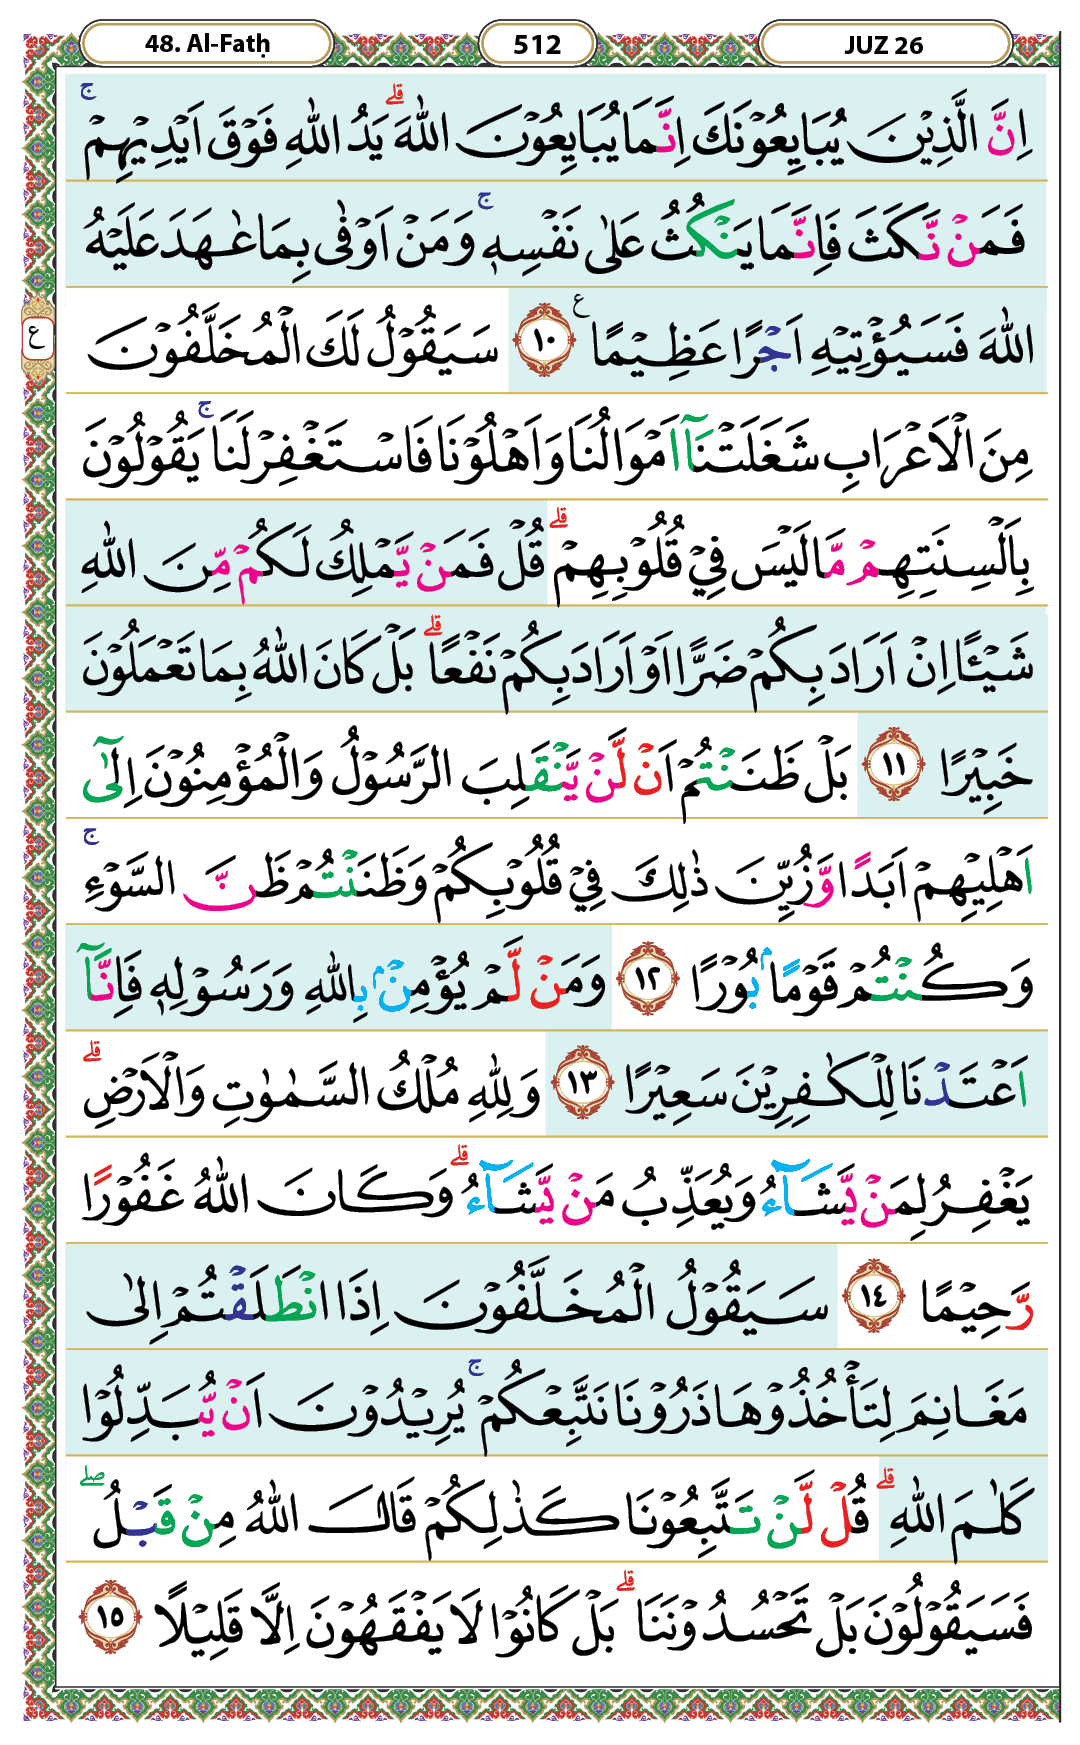 48. Al-Fatḥ 512 JUZ 26
اِنَّ الَّذِيْنَ يُبَايِعُوْنَكَ اِنَّمَا يُبَايِعُوْنَ اللّٰهَ ۗ يَدُ اللّٰهِ فَوْقَ اَيْدِيْهِمْ ۚ
فَمَنْ نَّكَثَ فَاِنَّمَا يَنْكُثُ عَلٰى نَفْسِهٖ ۚ وَمَنْ اَوْفٰى بِمَا عٰهَدَ عَلَيْهُ
اللّٰهَ فَسَيُؤْتِيْهِ اَجْرًا عَظِيْمًا ࣖ ١٠ سَيَقُوْلُ لَكَ الْمُخَلَّفُوْنَ
ع
مِنَ الْاَعْرَابِ شَغَلَتْنَآ اَمْوَالُنَا وَاَهْلُوْنَا فَاسْتَغْفِرْ لَنَا ۚ يَقُوْلُوْنَ
بِاَلْسِنَتِهِمْ مَّا لَيْسَ فِيْ قُلُوْبِهِمْ ۗ قُلْ فَمَنْ يَّمْلِكُ لَكُمْ مِّنَ اللّٰهِ
شَيْـًٔا اِنْ اَرَادَ بِكُمْ ضَرًّا اَوْ اَرَادَ بِكُمْ نَفْعًا ۗ بَلْ كَانَ اللّٰهُ بِمَا تَعْمَلُوْنَ
خَبِيْرًا ١١ بَلْ ظَنَنْتُمْ اَنْ لَّنْ يَّنْقَلِبَ الرَّسُوْلُ وَالْمُؤْمِنُوْنَ اِلٰٓى
اَهْلِيْهِمْ اَبَدًا وَّزُيِّنَ ذٰلِكَ فِيْ قُلُوْبِكُمْ وَظَنَنْتُمْ ظَنَّ السَّوْءِ ۚ
وَكُنْتُمْ قَوْمًاۢ بُوْرًا ١٢ وَمَنْ لَّمْ يُؤْمِنْۢ بِاللّٰهِ وَرَسُوْلِهٖ فَاِنَّآ
اَعْتَدْنَا لِلْكٰفِرِيْنَ سَعِيْرًا ١٣ وَلِلّٰهِ مُلْكُ السَّمٰوٰتِ وَالْاَرْضِ ۗ
يَغْفِرُ لِمَنْ يَّشَاۤءُ وَيُعَذِّبُ مَنْ يَّشَاۤءُ ۗ وَكَانَ اللّٰهُ غَفُوْرًا
رَّحِيْمًا ١٤ سَيَقُوْلُ الْمُخَلَّفُوْنَ اِذَا انْطَلَقْتُمْ اِلٰى
مَغَانِمَ لِتَأْخُذُوْهَا ذَرُوْنَا نَتَّبِعْكُمْ ۚ يُرِيْدُوْنَ اَنْ يُّبَدِّلُوْا
كَلٰمَ اللّٰهِ ۗ قُلْ لَّنْ تَتَّبِعُوْنَا كَذٰلِكُمْ قَالَ اللّٰهُ مِنْ قَبْلُ ۖ
فَسَيَقُوْلُوْنَ بَلْ تَحْسُدُوْنَنَا ۗ بَلْ كَانُوْا لَا يَفْقَهُوْنَ اِلَّا قَلِيْلًا ١٥